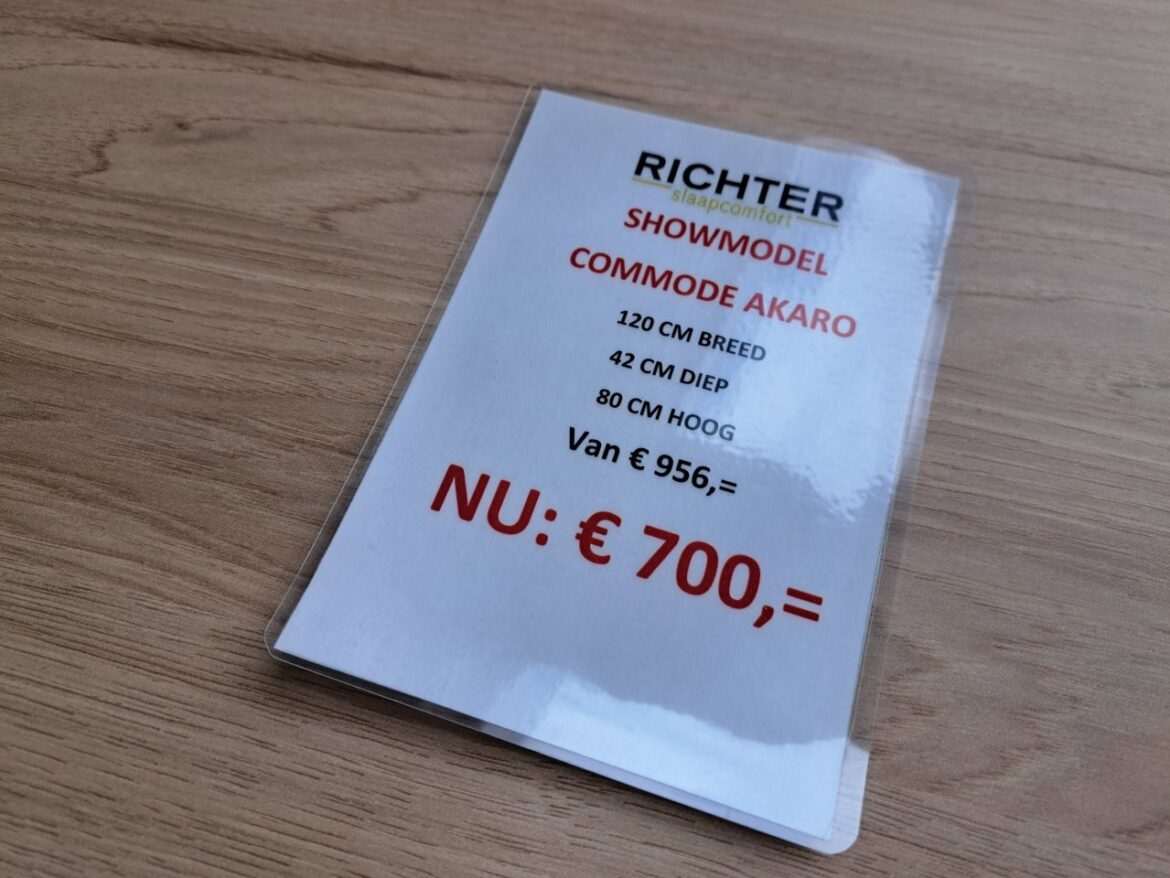 RICHTER
slaapcomfort
SHOWMODEL
COMMODE AKARO
120 CM BREED
42 CM DIEP
80 CM HOOG
Van € 956,=
NU: € 700,=